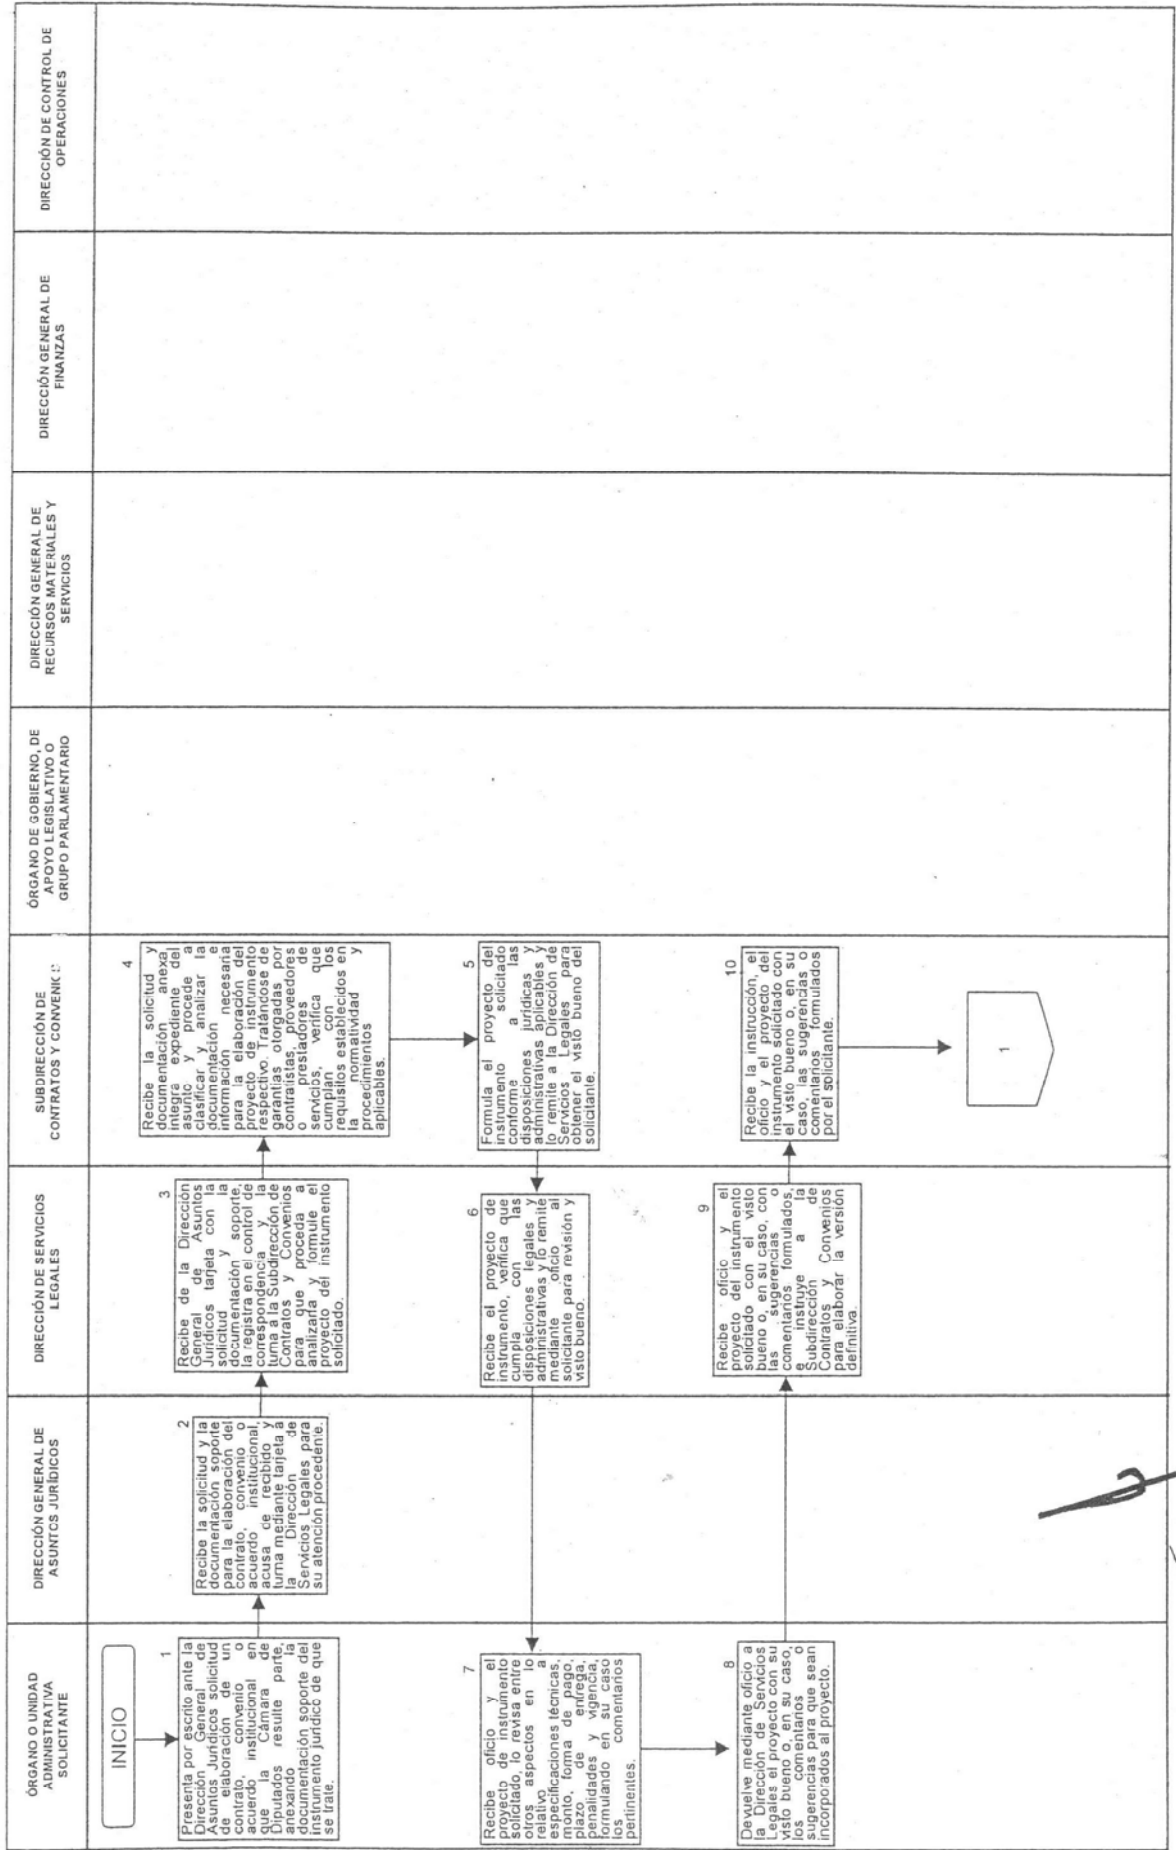 ÓRGANO O UNIDAD
ADMINISTRATIVA
SOLICITANTE
DIRECCIÓN GENERAL DE
ASUNTOS JURÍDICOS
DIRECCIÓN DE SERVICIOS
LEGALES
SUBDIRECCIÓN DE
CONTRATOS Y CONVENIOS
ÓRGANO DE GOBIERNO, DE
APOYO LEGISLATIVO O
GRUPO PARLAMENTARIO
DIRECCIÓN GENERAL DE
RECURSOS MATERIALES Y
SERVICIOS
DIRECCIÓN GENERAL DE
FINANZAS
DIRECCIÓN DE CONTROL DE
OPERACIONES
INICIO
1
Presenta por escrito ante la
Dirección General de
Asuntos Jurídicos solicitud
de elaboración de un
contrato, convenio o
acuerdo institucional en
que la Cámara de
Diputados resulte parte,
anexando la
documentación soporte del
instrumento jurídico de que
se trate.
2
Recibe la solicitud y la
documentación soporte
para la elaboración del
contrato, convenio o
acuerdo institucional,
acusa de recibido y
turna mediante tarjeta a
la Dirección de
Servicios Legales para
su atención procedente.
3
Recibe de la Dirección
General de Asuntos
Jurídicos tarjeta con la
solicitud y la
documentación soporte,
la registra en el control de
correspondencia y la
turna a la Subdirección de
Contratos y Convenios
para que proceda a
analizarla y formule el
proyecto del instrumento
solicitado.
4
Recibe la solicitud y
documentación anexa,
integra expediente del
asunto y procede a
clasificar y analizar la
documentación e
información necesaria
para la elaboración del
proyecto de instrumento
respectivo. Tratándose de
garantías otorgadas por
contratistas, proveedores
o prestadores de
servicios, verifica que
cumplan con los
requisitos establecidos en
la normatividad y
procedimientos
aplicables.
5
Formula el proyecto del
instrumento solicitado
conforme a las
disposiciones jurídicas y
administrativas aplicables y
lo remite a la Dirección de
Servicios Legales para
obtener el visto bueno del
solicitante.
6
Recibe el proyecto de
instrumento, verifica que
cumpla con las
disposiciones legales y
administrativas y lo remite
mediante oficio al
solicitante para revisión y
visto bueno.
7
Recibe oficio y el
proyecto de instrumento
solicitado, lo revisa entre
otros aspectos en lo
relativo a
especificaciones técnicas,
monto, forma de pago,
plazo de entrega,
penalidades y vigencia,
formulando en su caso
los comentarios
pertinentes.
8
Devuelve mediante oficio a
la Dirección de Servicios
Legales el proyecto con su
visto bueno o, en su caso,
los comentarios o
sugerencias para que sean
incorporados al proyecto.
9
Recibe oficio y el
proyecto del instrumento
solicitado con el visto
bueno o, en su caso, con
las sugerencias o
comentarios formulados,
e instruye a la
Subdirección de
Contratos y Convenios
para elaborar la versión
definitiva.
10
Recibe la instrucción, el
oficio y el proyecto del
instrumento solicitado con
el visto bueno o, en su
caso, las sugerencias o
comentarios formulados
por el solicitante.
1